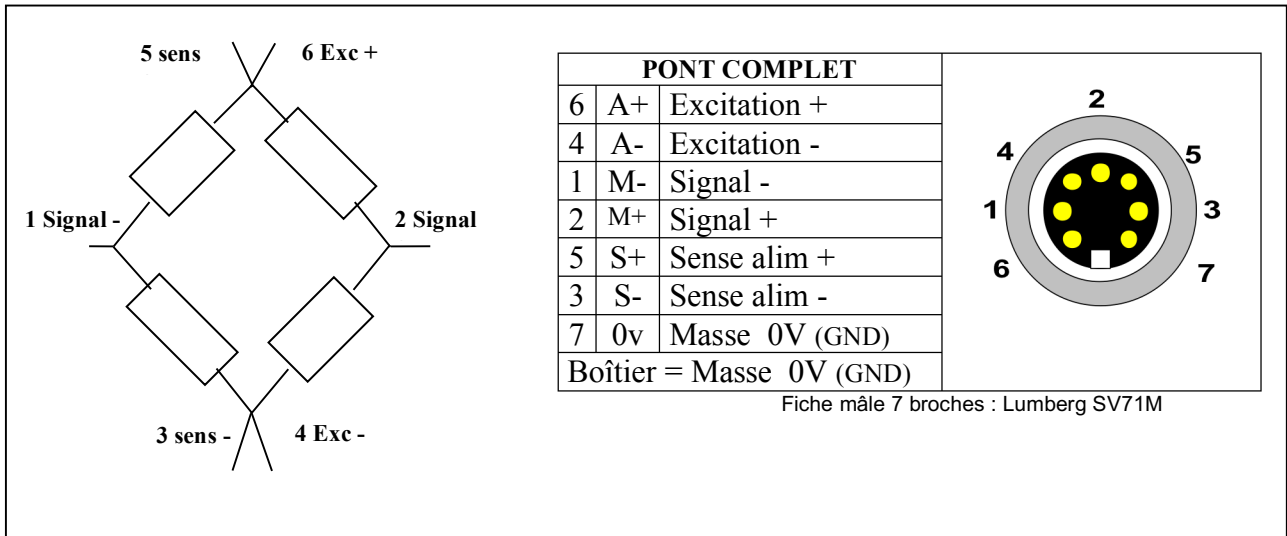 5 sens 6 Exc +
1 Signal - 2 Signal
3 sens - 4 Exc -
PONT COMPLET
6 A+ Excitation +
4 A- Excitation -
1 M- Signal -
2 M+ Signal +
5 S+ Sense alim +
3 S- Sense alim -
7 0v Masse 0V (GND)
Boîtier = Masse 0V (GND)
2
4 5
1 3
6 7
Fiche mâle 7 broches : Lumberg SV71M